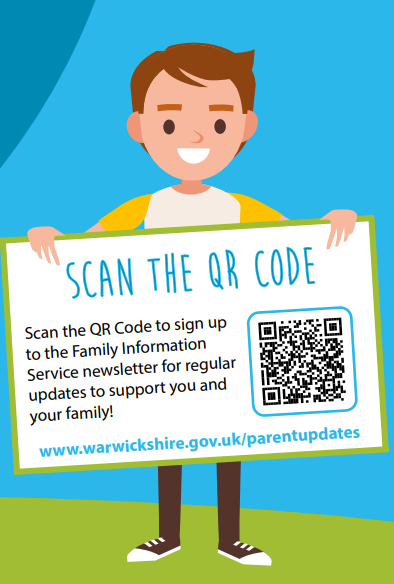 SCAN THE QR CODE
Scan the QR Code to sign up
to the Family Information
Service newsletter for regular
updates to support you and
your family!
www.warwickshire.gov.uk/parentupdates